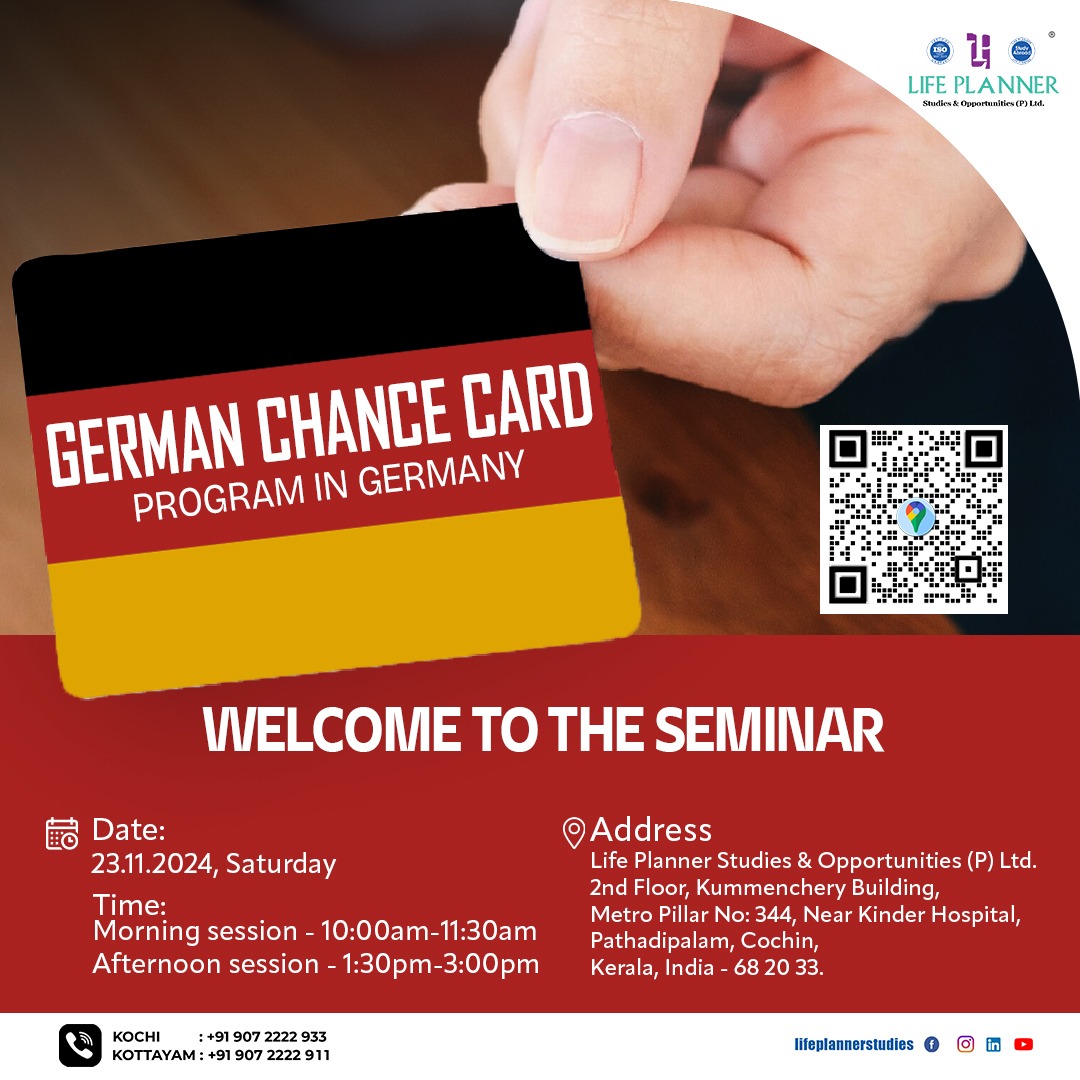 ISO
Study
Abroad
®
LIFE PLANNER
Studies & Opportunities (P) Ltd.
GERMAN CHANCE CARD
PROGRAM IN GERMANY
WELCOME TO THE SEMINAR
Date:
23.11.2024, Saturday
Time:
Morning session - 10:00am-11:30am
Afternoon session - 1:30pm-3:00pm
Address
Life Planner Studies & Opportunities (P) Ltd.
2nd Floor, Kummenchery Building,
Metro Pillar No: 344, Near Kinder Hospital,
Pathadipalam, Cochin,
Kerala, India - 68 20 33.
KOCHI : +91 907 2222 933
KOTTAYAM : +91 907 2222 911
lifeplannerstudies